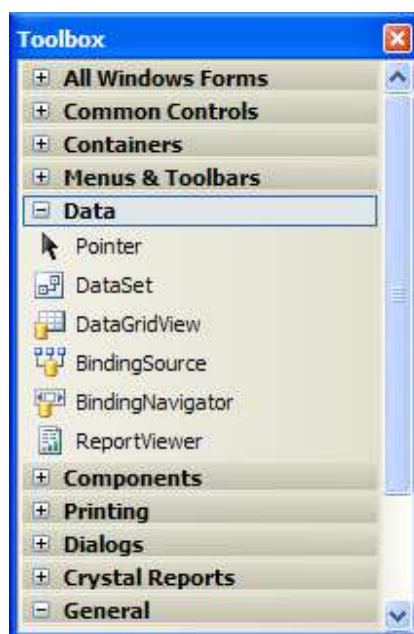 Toolbox
All Windows Forms
Common Controls
Containers
Menus & Toolbars
Data
Pointer
DataSet
DataGridView
BindingSource
BindingNavigator
ReportViewer
Components
Printing
Dialogs
Crystal Reports
General